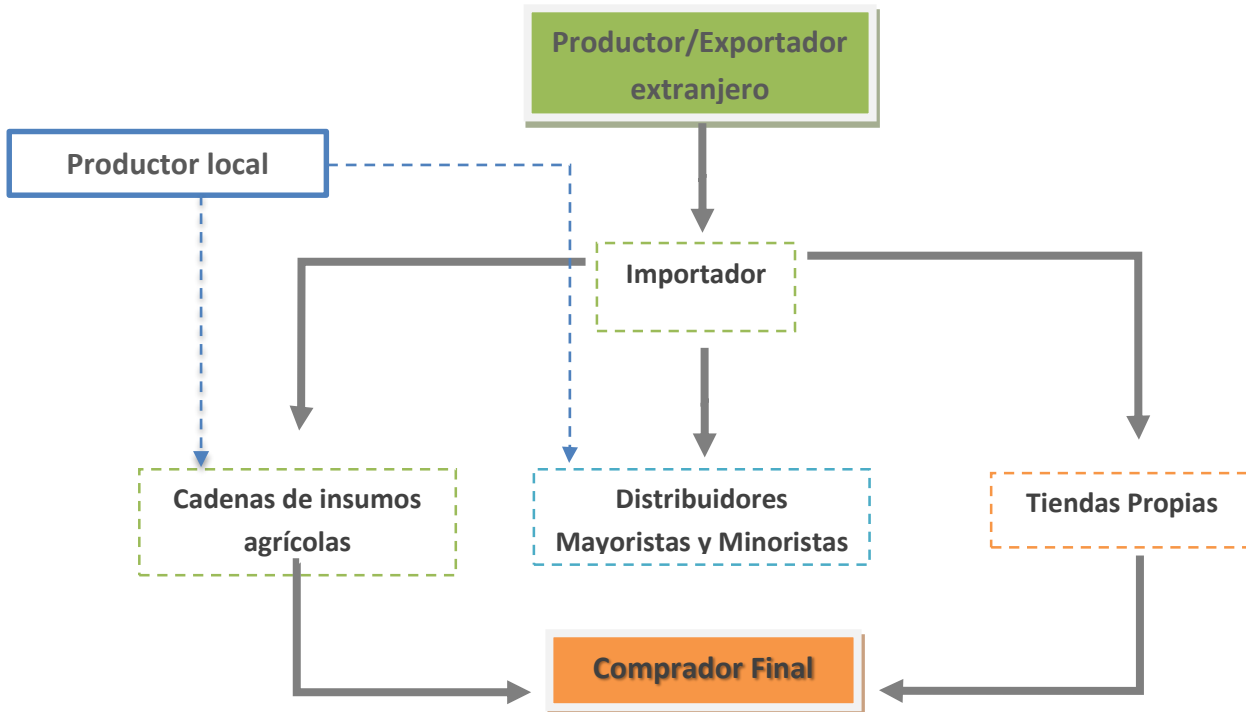 Productor/Exportador
extranjero
Productor local
Importador
Cadenas de insumos
agrícolas
Distribuidores
Mayoristas y Minoristas
Tiendas Propias
Comprador Final